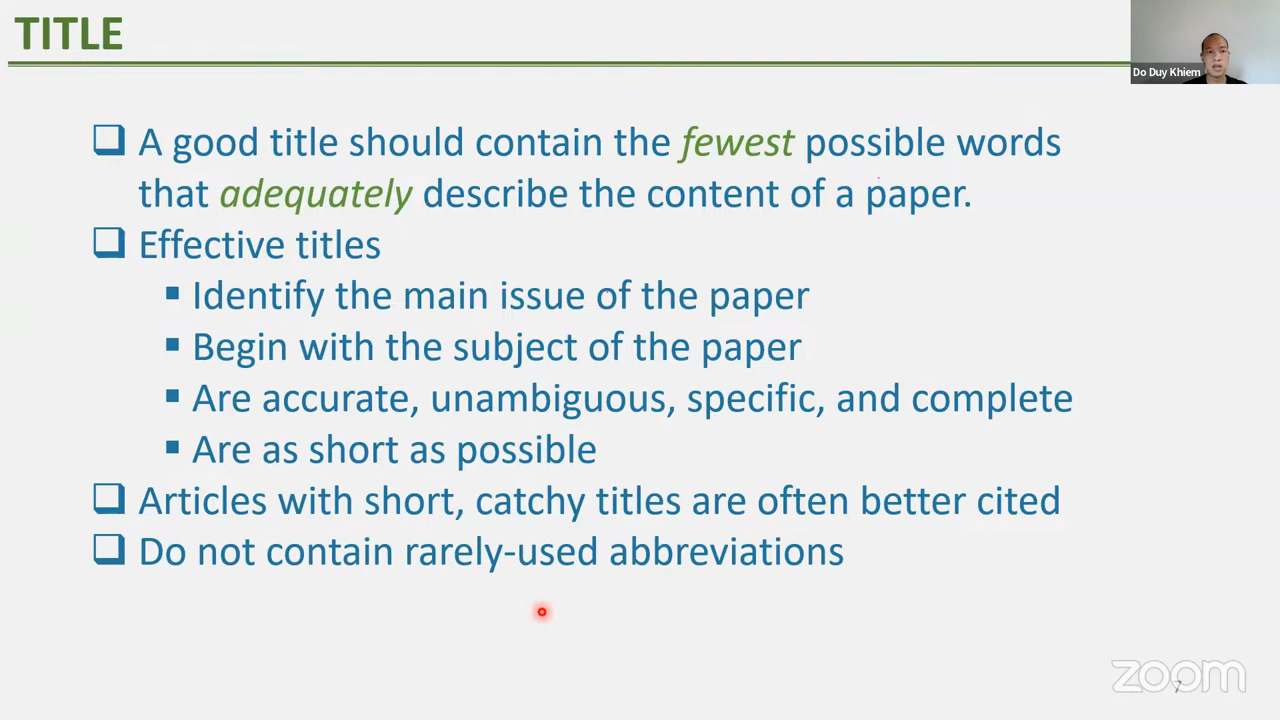 TITLE
Do Duy Khiem
❑ A good title should contain the fewest possible words
that adequately describe the content of a paper.
❑ Effective titles
▪ Identify the main issue of the paper
▪ Begin with the subject of the paper
▪ Are accurate, unambiguous, specific, and complete
▪ Are as short as possible
❑ Articles with short, catchy titles are often better cited
❑ Do not contain rarely-used abbreviations
zoom
7